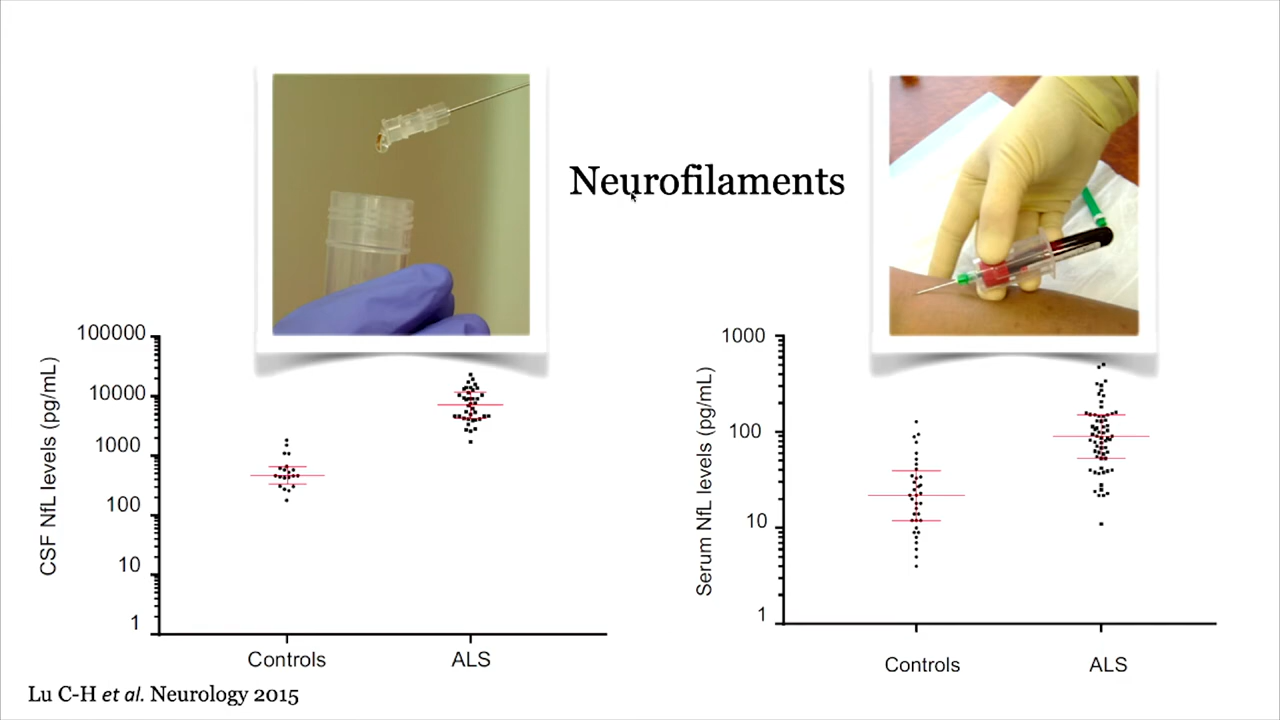 Neurofilaments
CSF NfL levels (pg/mL)
100000
10000
1000
100
10
1
Controls
ALS
Serum NfL levels (pg/mL)
1000
100
10
1
Controls
ALS
Lu C-H et al. Neurology 2015